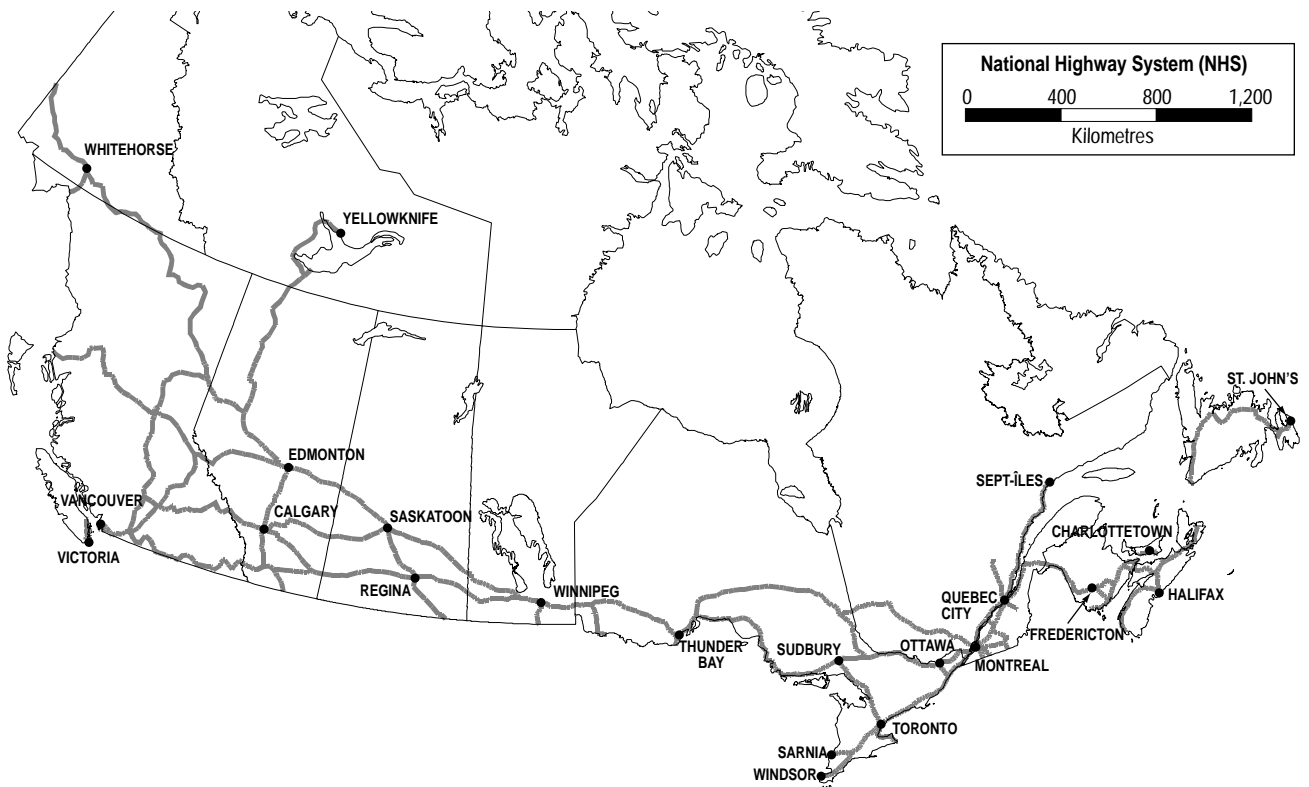 National Highway System (NHS)
0 400 800 1,200
Kilometres
WHITEHORSE
YELLOWKNIFE
ST. JOHN'S
EDMONTON
SEPT-ÎLES
VANCOUVER
CALGARY
SASKATOON
CHARLOTTETOWN
VICTORIA
REGINA
WINNIPEG
QUEBEC
CITY
HALIFAX
FREDERICTON
THUNDER
BAY
SUDBURY
OTTAWA
MONTREAL
TORONTO
SARNIA
WINDSOR